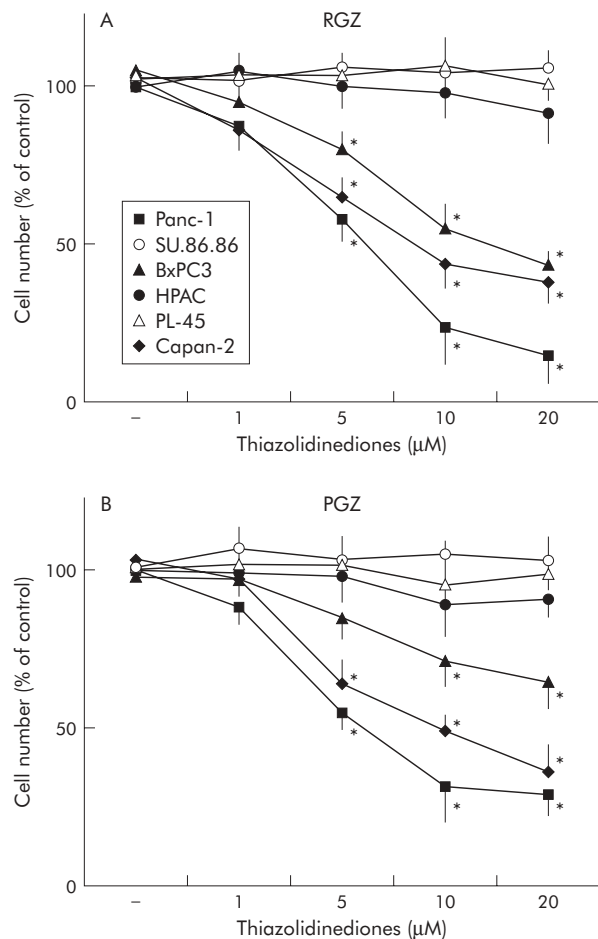 A
RGZ
Cell number (% of control)
100
50
0
Panc-1
SU.86.86
BxPC3
HPAC
PL-45
Capan-2
*
*
*
*
*
*
*
*
*
– 1 5 10 20
Thiazolidinediones (µM)
B
PGZ
Cell number (% of control)
100
50
0
*
*
*
*
*
*
*
*
– 1 5 10 20
Thiazolidinediones (µM)